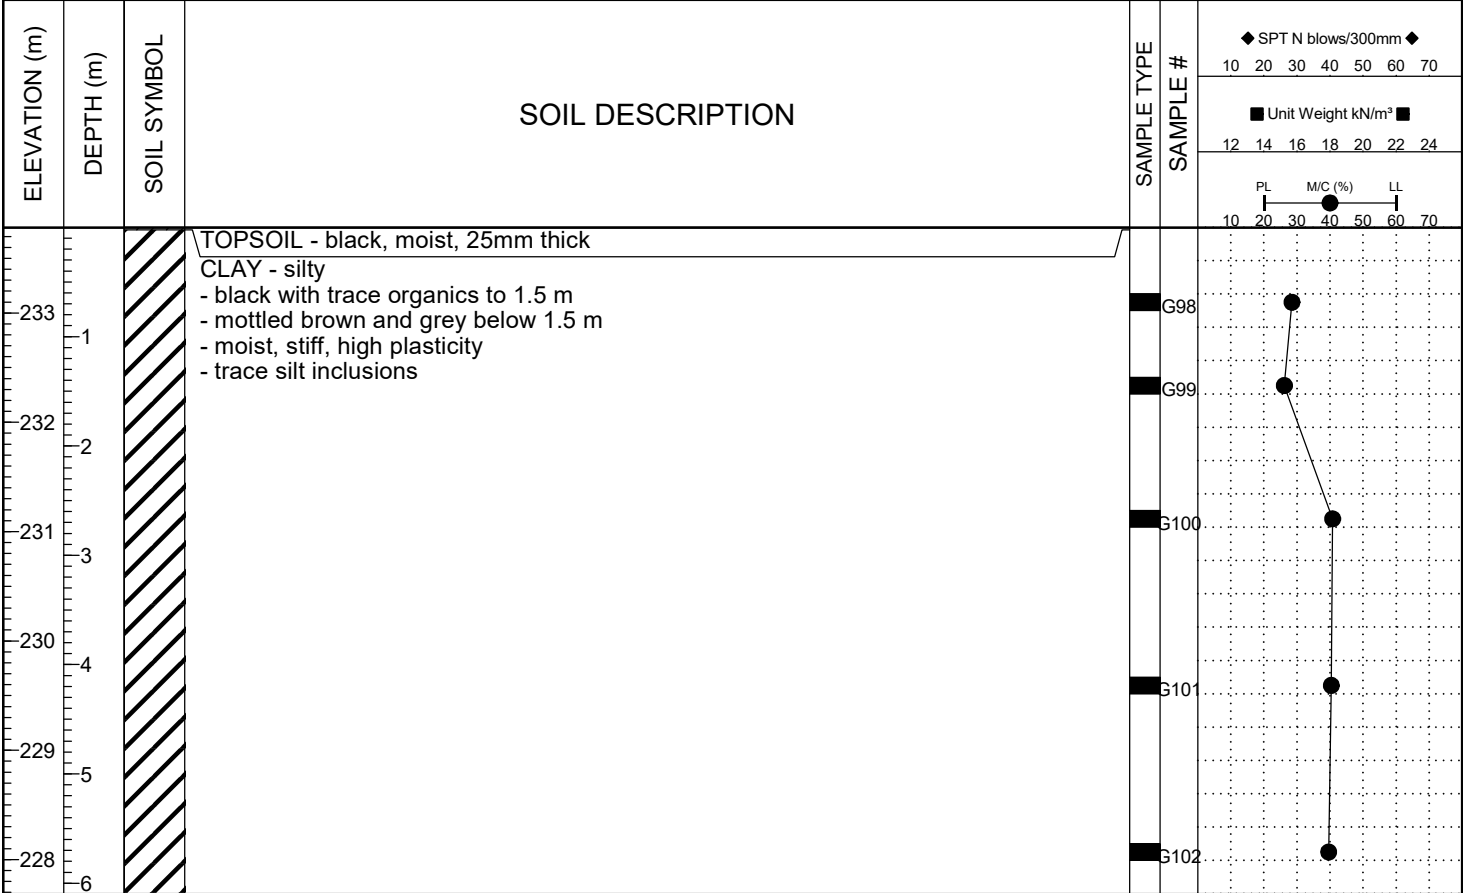 ELEVATION (m)
DEPTH (m)
SOIL SYMBOL
SOIL DESCRIPTION
SAMPLE TYPE
SAMPLE #
◆ SPT N blows/300mm ◆
10 20 30 40 50 60 70
■ Unit Weight kN/m³ ■
12 14 16 18 20 22 24
PL M/C (%) LL
10 20 30 40 50 60 70
TOPSOIL - black, moist, 25mm thick
CLAY - silty
- black with trace organics to 1.5 m
- mottled brown and grey below 1.5 m
- moist, stiff, high plasticity
- trace silt inclusions
233
232
231
230
229
228
1
2
3
4
5
6
G98
G99
G100
G101
G102